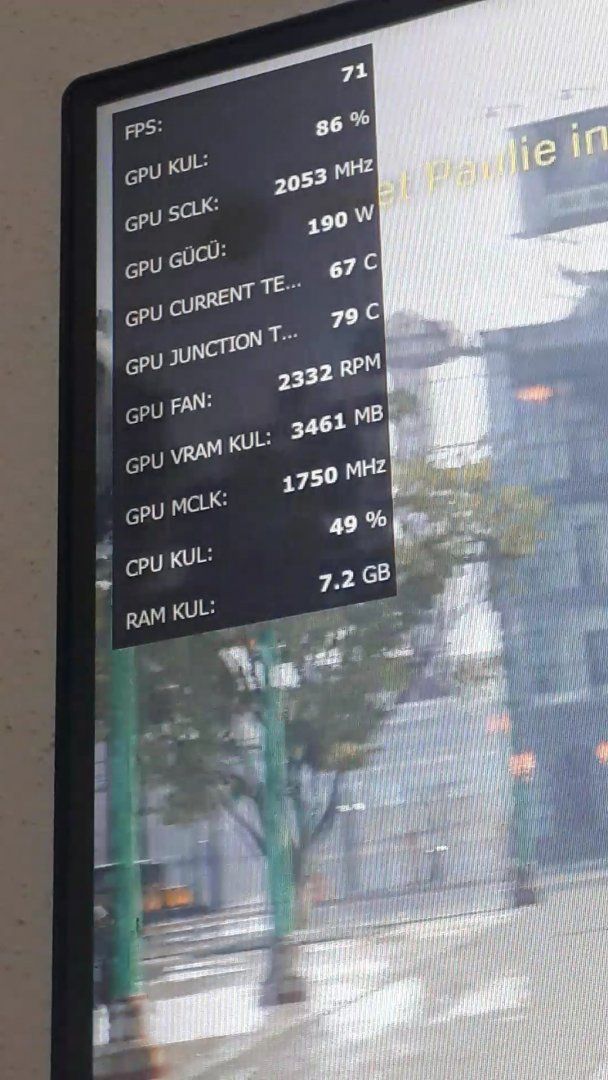 FPS: 71
GPU KUL: 86 %
GPU SCLK: 2053 MHz
GPU GÜCÜ: 190 W
GPU CURRENT TE... 67 C
GPU JUNCTION T... 79 C
GPU FAN: 2332 RPM
GPU VRAM KUL: 3461 MB
GPU MCLK: 1750 MHz
CPU KUL: 49 %
RAM KUL: 7.2 GB
et Paulie in